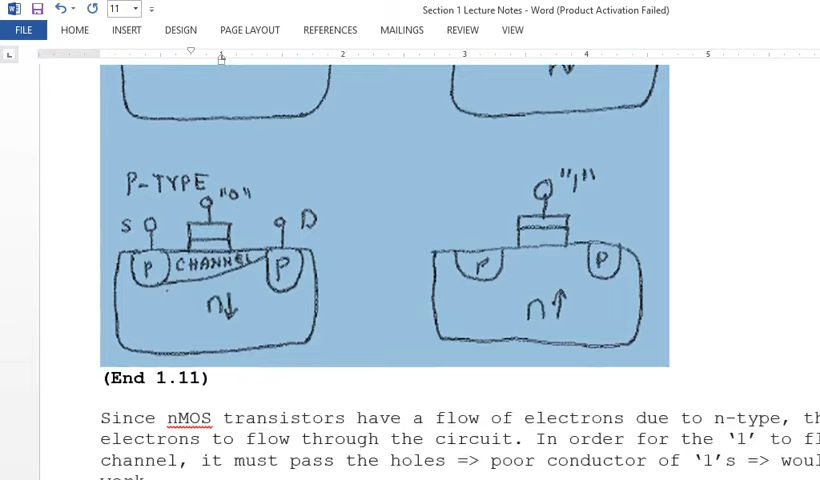 11
Section 1 Lecture Notes - Word (Product Activation Failed)
FILE HOME INSERT DESIGN PAGE LAYOUT REFERENCES MAILINGS REVIEW VIEW
1 2 3 4 5
P-TYPE "0" "1"
S D
P CHANNEL P P P
n↓ n↑
(End 1.11)
Since nMOS transistors have a flow of electrons due to n-type,
electrons to flow through the circuit. In order for the ‘1’ to
channel, it must pass the holes => poor conductor of ‘1’s =>